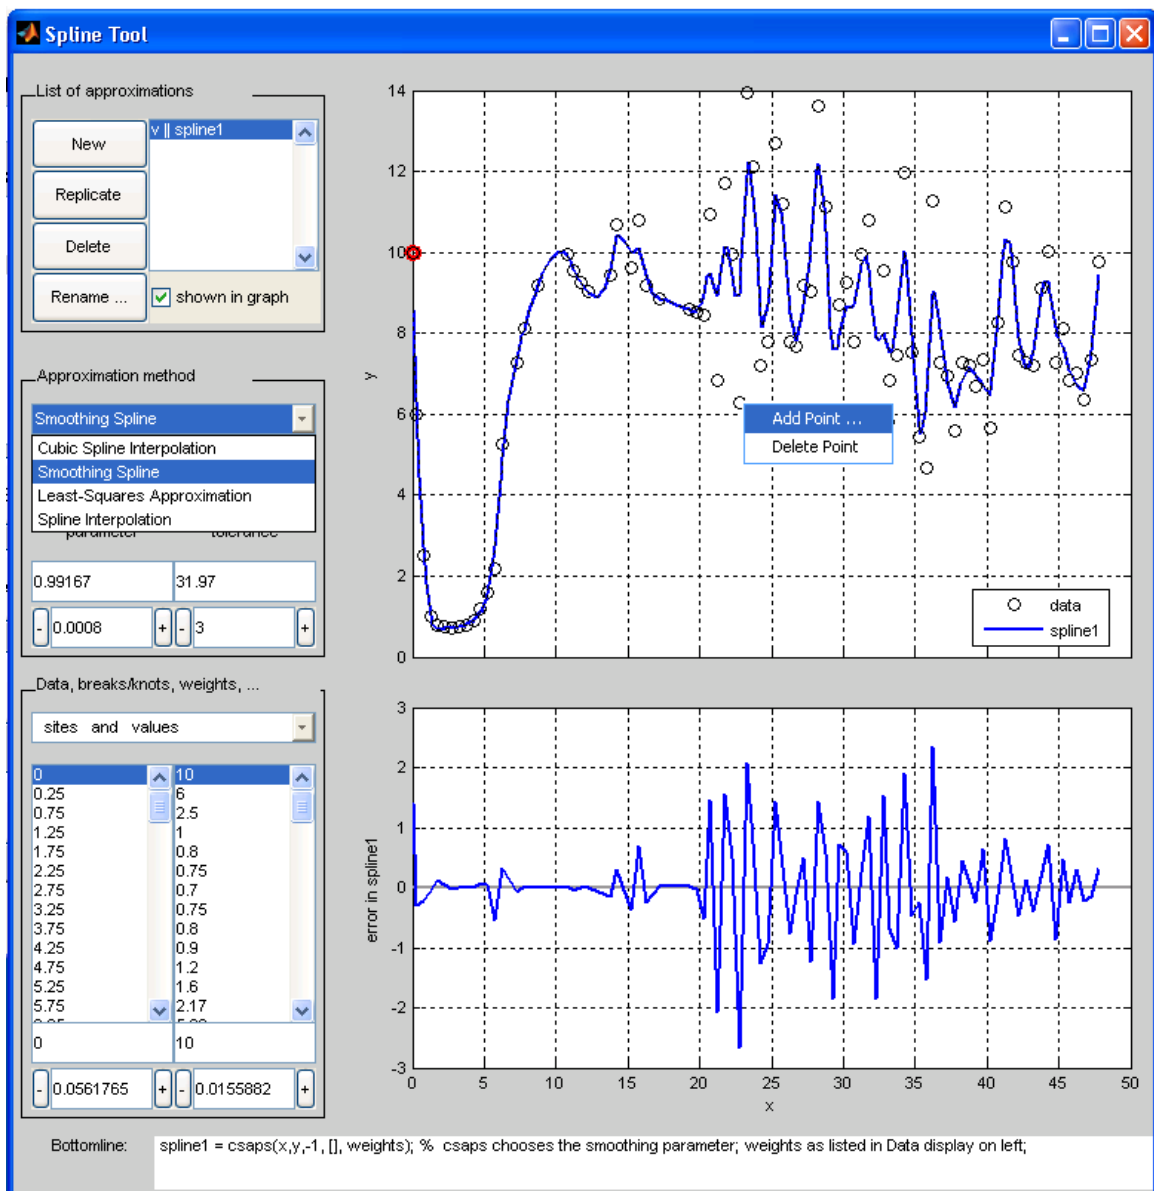 Spline Tool
List of approximations
New
v || spline1
Replicate
Delete
Rename ...
shown in graph
Approximation method
Smoothing Spline
Cubic Spline Interpolation
Smoothing Spline
Least-Squares Approximation
Spline Interpolation
parameter tolerance
0.99167 31.97
- 0.0008 + - 3 +
Data, breaks/knots, weights, ...
sites and values
0 10
0.25 6
0.75 2.5
1.25 1
1.75 0.8
2.25 0.75
2.75 0.7
3.25 0.75
3.75 0.8
4.25 0.9
4.75 1.2
5.25 1.6
5.75 2.17
0 10
- 0.0561765 + - 0.0155882 +
14
12
10
8
6
4
2
0
y
Add Point ...
Delete Point
data
spline1
3
2
1
0
-1
-2
-3
error in spline1
0 5 10 15 20 25 30 35 40 45 50
x
Bottomline: spline1 = csaps(x,y,-1, [], weights); % csaps chooses the smoothing parameter; weights as listed in Data display on left;